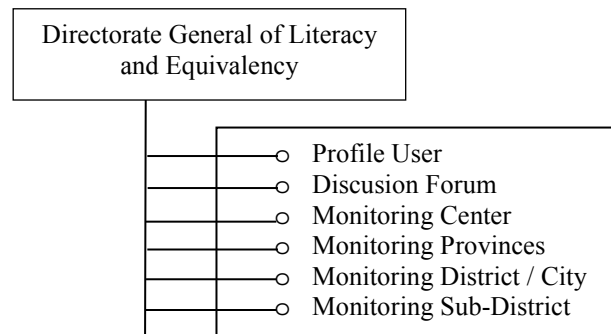 Directorate General of Literacy
and Equivalency
Profile User
Discusion Forum
Monitoring Center
Monitoring Provinces
Monitoring District / City
Monitoring Sub-District